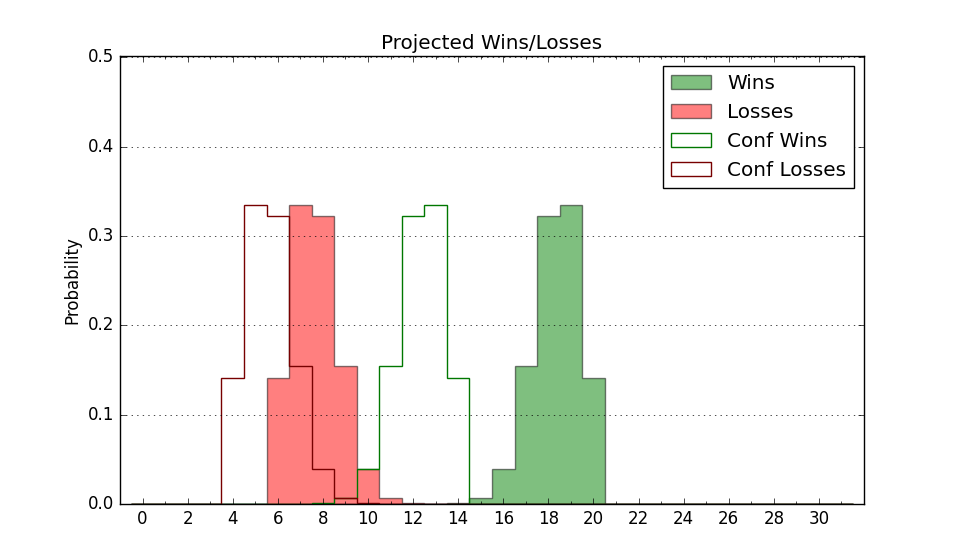 Projected Wins/Losses
0.5
0.4
0.3
0.2
0.1
0.0
Probability
Wins
Losses
Conf Wins
Conf Losses
0 2 4 6 8 10 12 14 16 18 20 22 24 26 28 30